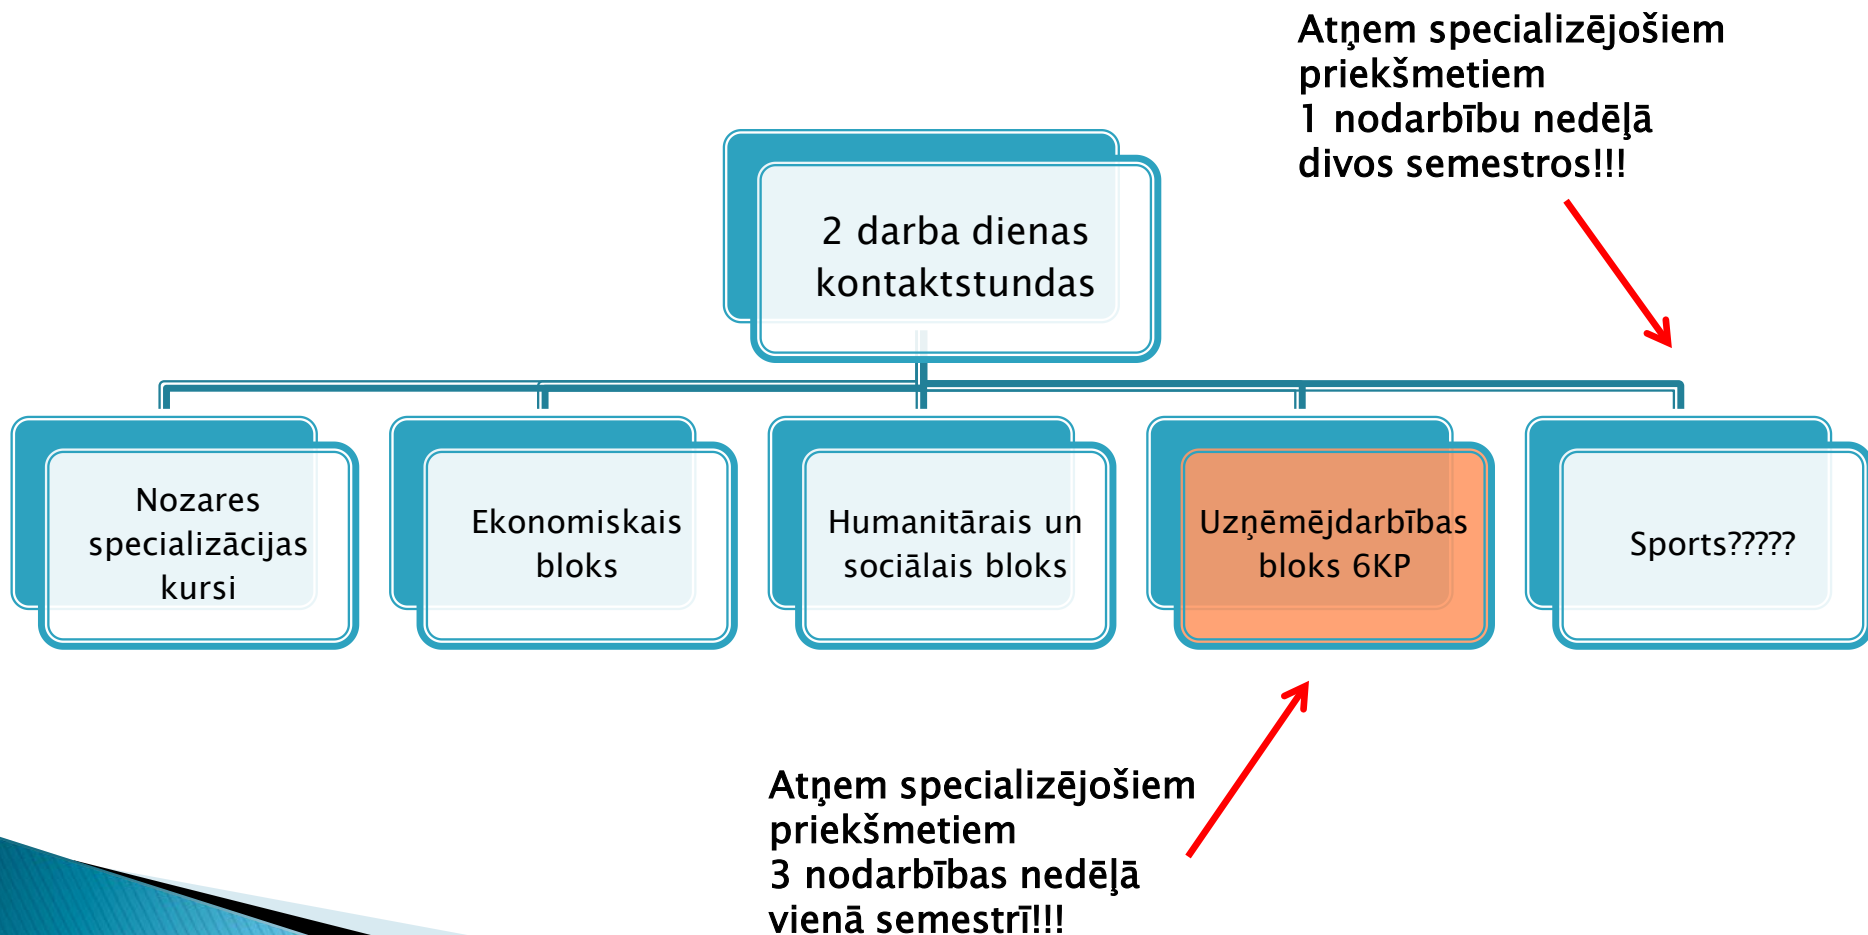 Atņem specializējošiem
priekšmetiem
1 nodarbību nedēļā
divos semestros!!!
2 darba dienas
kontaktstundas
Nozares
specializācijas
kursi
Ekonomiskais
bloks
Humanitārais un
sociālais bloks
Uzņēmējdarbības
bloks 6KP
Sports?????
Atņem specializējošiem
priekšmetiem
3 nodarbības nedēļā
vienā semestrī!!!